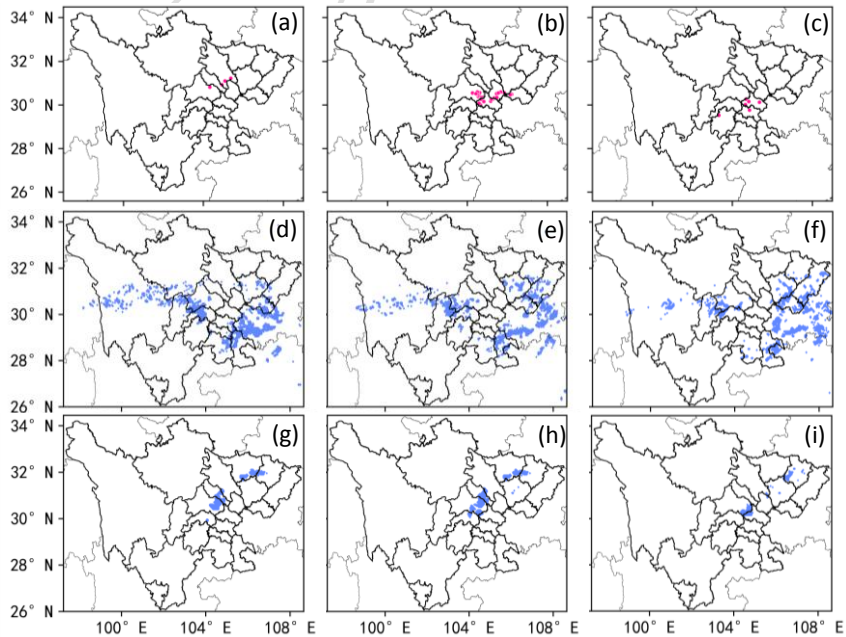 34° N (a) (b) (c)
32° N
30° N
28° N
26° N
34° N (d) (e) (f)
32° N
30° N
28° N
26° N
34° N (g) (h) (i)
32° N
30° N
28° N
26° N
100° E 104° E 108° E 100° E 104° E 108° E 100° E 104° E 108° E